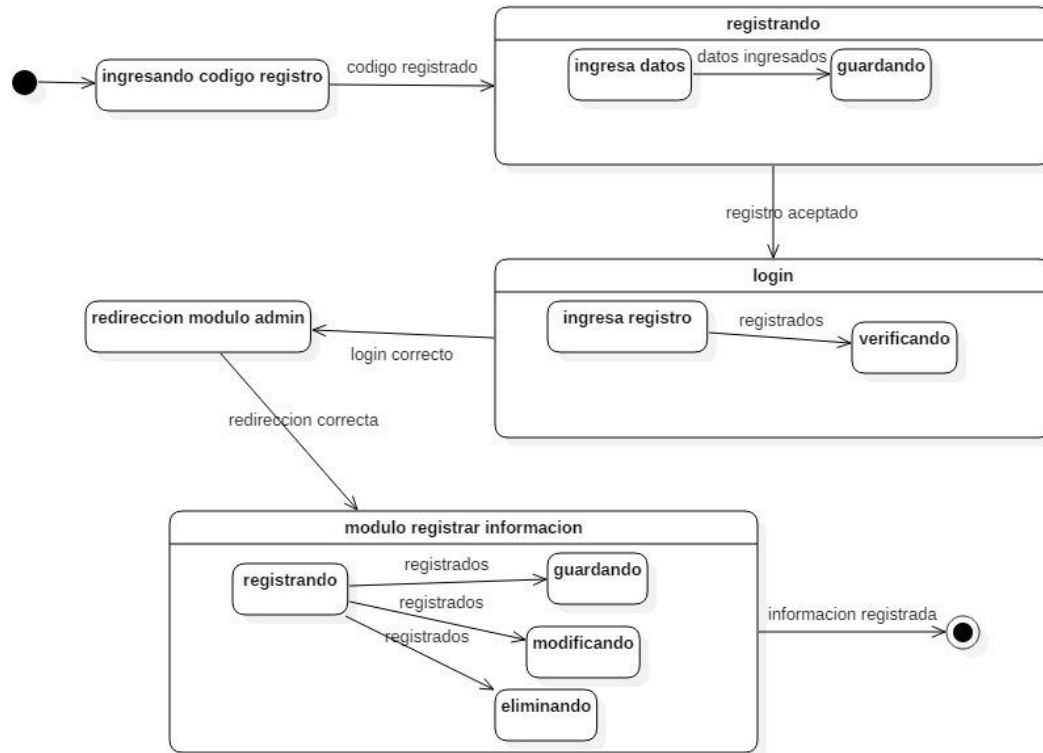 registrando
ingresando codigo registro
codigo registrado
ingresa datos
datos ingresados
guardando
registro aceptado
login
redireccion modulo admin
login correcto
ingresa registro
registrados
verificando
redireccion correcta
modulo registrar informacion
registrando
registrados
guardando
registrados
modificando
registrados
eliminando
informacion registrada